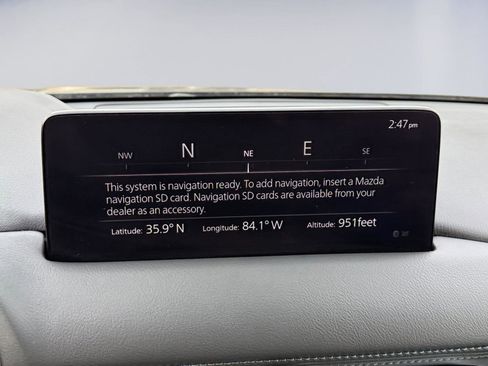 2:47 pm
NW N NE E SE
This system is navigation ready. To add navigation, insert a Mazda
navigation SD card. Navigation SD cards are available from your
dealer as an accessory.
Latitude: 35.9° N Longitude: 84.1° W Altitude: 951feet